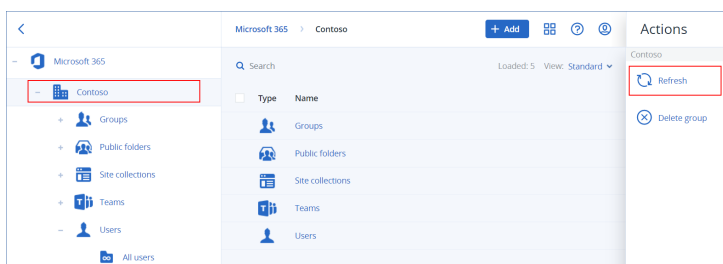 Microsoft 365
Contoso
Groups
Public folders
Site collections
Teams
Users
All users
Microsoft 365 > Contoso
+ Add
Search
Loaded: 5 View: Standard
Type Name
Groups
Public folders
Site collections
Teams
Users
Actions
Contoso
Refresh
Delete group